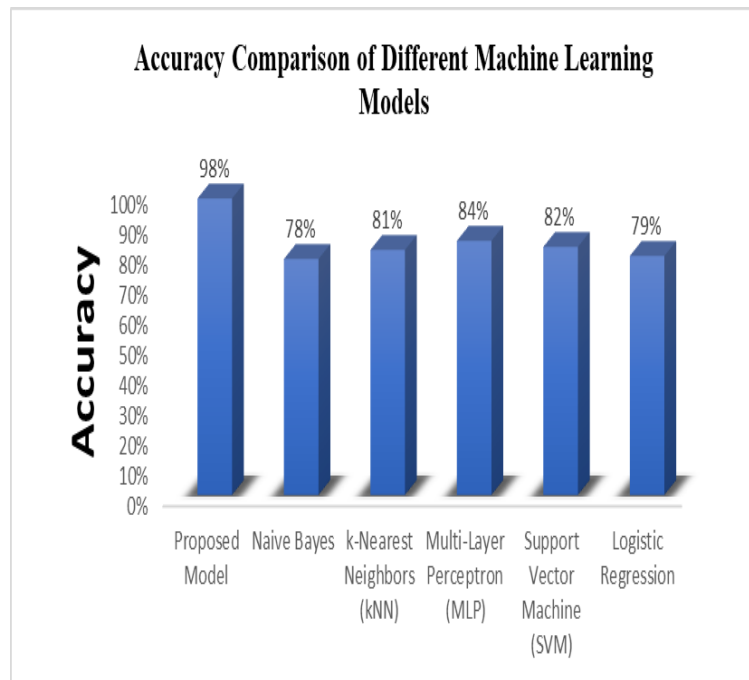 Accuracy Comparison of Different Machine Learning
Models
98%
78%
81%
84%
82%
79%
Accuracy
100%
90%
80%
70%
60%
50%
40%
30%
20%
10%
0%
Proposed
Model
Naive Bayes
k-Nearest
Neighbors
(kNN)
Multi-Layer
Perceptron
(MLP)
Support
Vector
Machine
(SVM)
Logistic
Regression